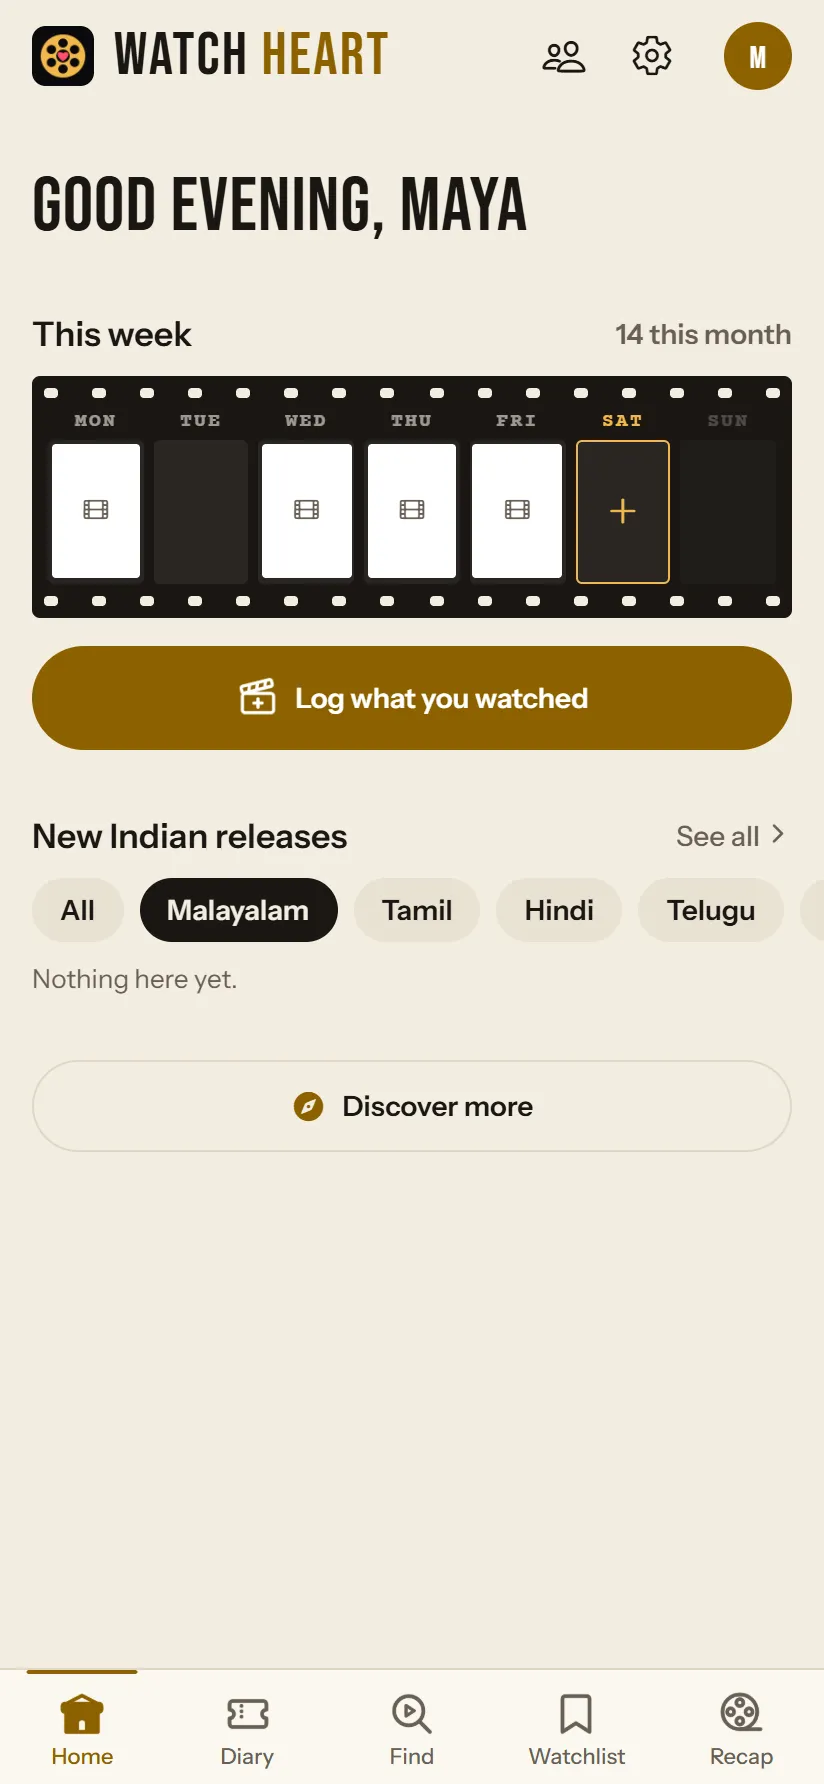 WATCH HEART
M
GOOD EVENING, MAYA
This week
14 this month
MON TUE WED THU FRI SAT SUN
Log what you watched
New Indian releases
See all
All Malayalam Tamil Hindi Telugu
Nothing here yet.
Discover more
Home Diary Find Watchlist Recap